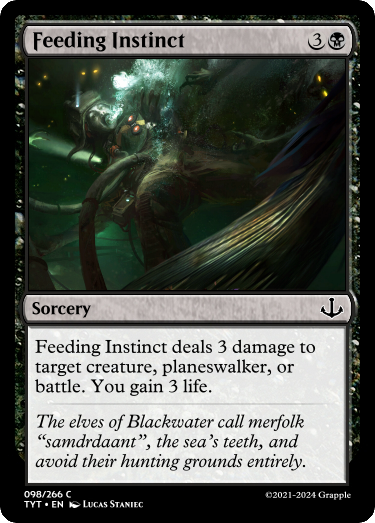 Feeding Instinct 3
Sorcery
Feeding Instinct deals 3 damage to
target creature, planeswalker, or
battle. You gain 3 life.
The elves of Blackwater call merfolk
“samdrdaant”, the sea’s teeth, and
avoid their hunting grounds entirely.
098/266 C
©2021-2024 Grapple
TYT • EN Lucas Staniec